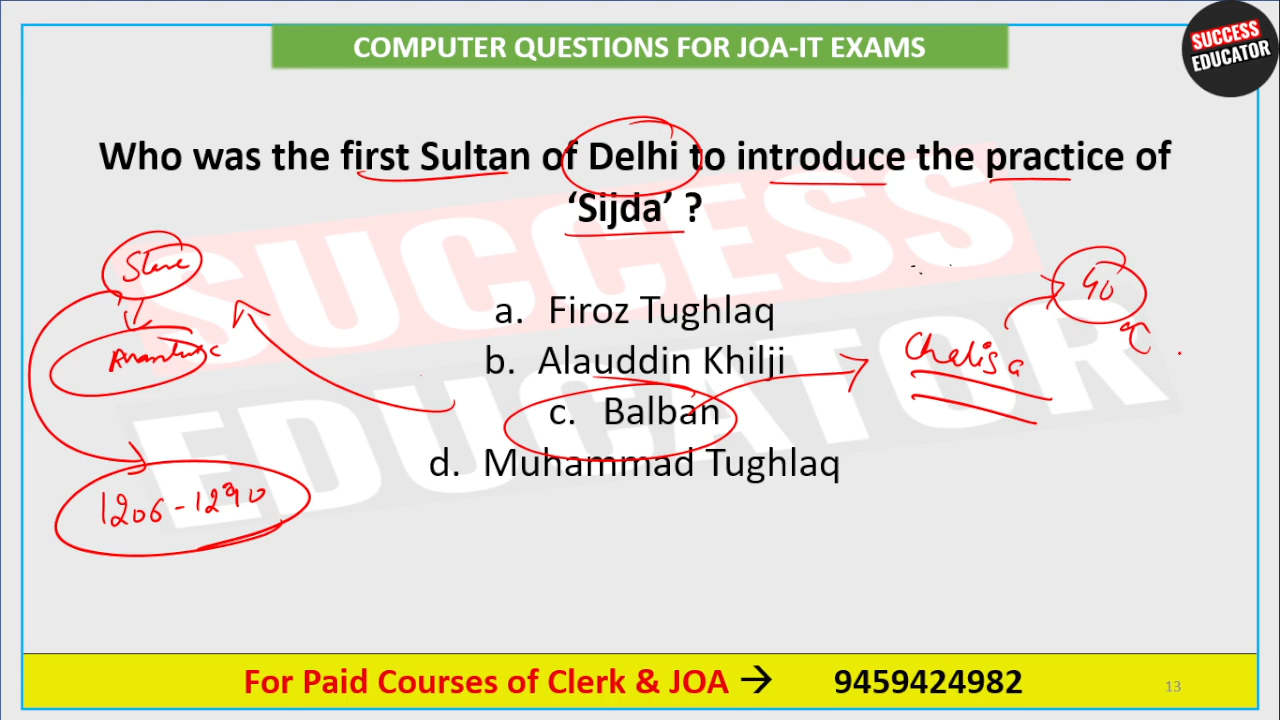 COMPUTER QUESTIONS FOR JOA-IT EXAMS
SUCCESS
EDUCATOR
Who was the first Sultan of Delhi to introduce the practice of
‘Sijda’ ?
a. Firoz Tughlaq
b. Alauddin Khilji
c. Balban
d. Muhammad Tughlaq
40
Chalisa
1206-1290
SUCCESS
EDUCATOR
For Paid Courses of Clerk & JOA → 9459424982
13